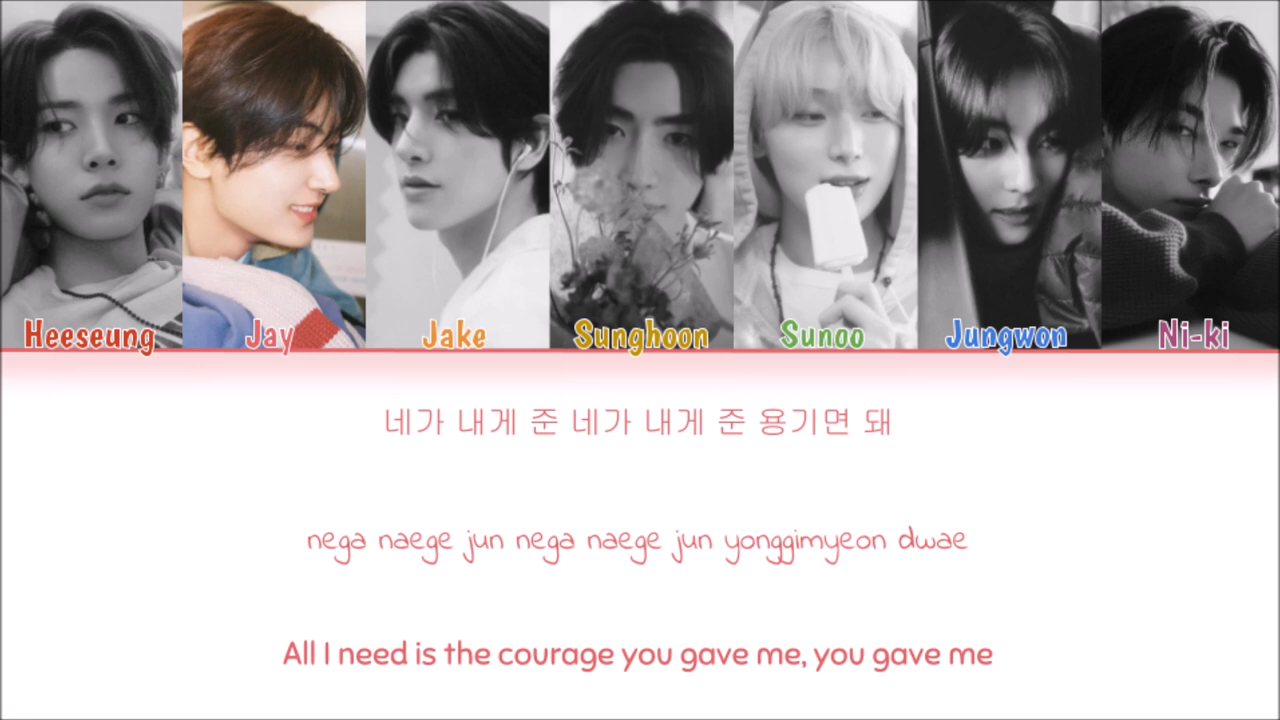 Heeseung Jay Jake Sunghoon Sunoo Jungwon Ni-ki
네가 내게 준 네가 내게 준 용기면 돼
nega naege jun nega naege jun yonggimyeon dwae
All I need is the courage you gave me, you gave me